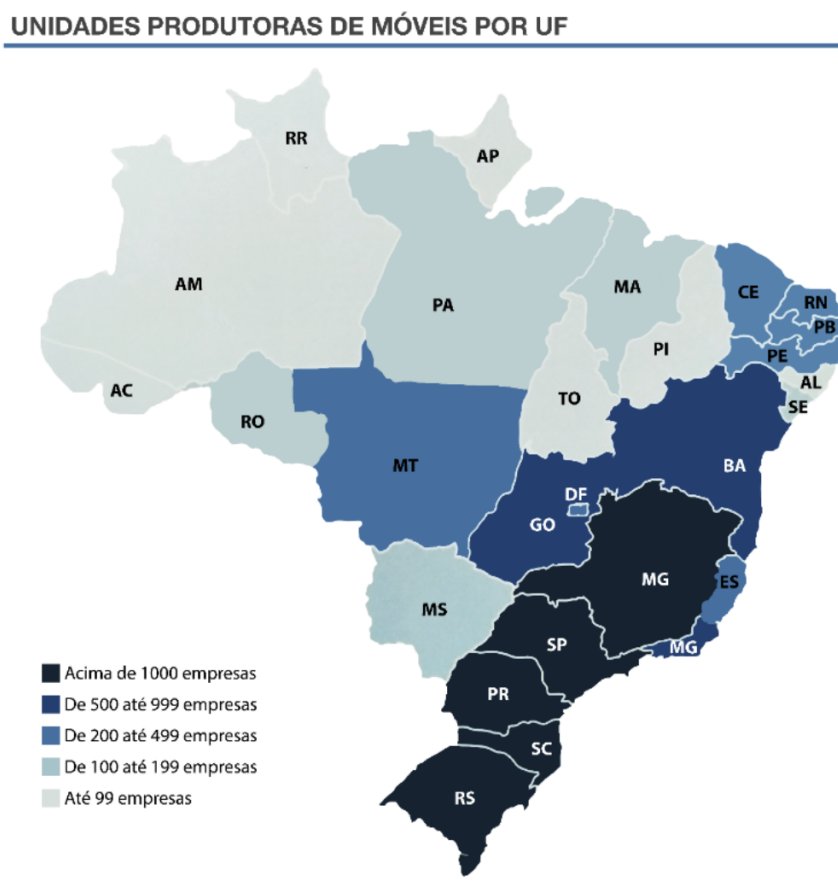 UNIDADES PRODUTORAS DE MÓVEIS POR UF
RR
AP
AM
PA
MA
CE
RN
PB
PI
PE
AC
TO
AL
SE
RO
MT
BA
DF
GO
MG
ES
MS
SP
MG
PR
SC
RS
Acima de 1000 empresas
De 500 até 999 empresas
De 200 até 499 empresas
De 100 até 199 empresas
Até 99 empresas